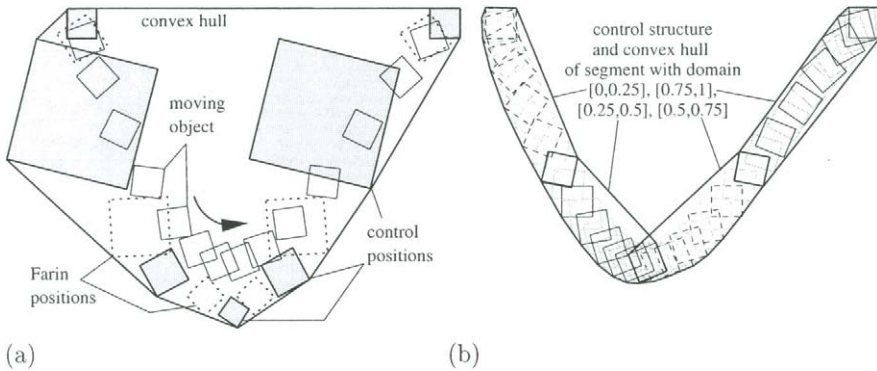 convex hull
moving
object
Farin
positions
control
positions
(a)
control structure
and convex hull
of segment with domain
[0,0.25], [0.75,1],
[0.25,0.5], [0.5,0.75]
(b)